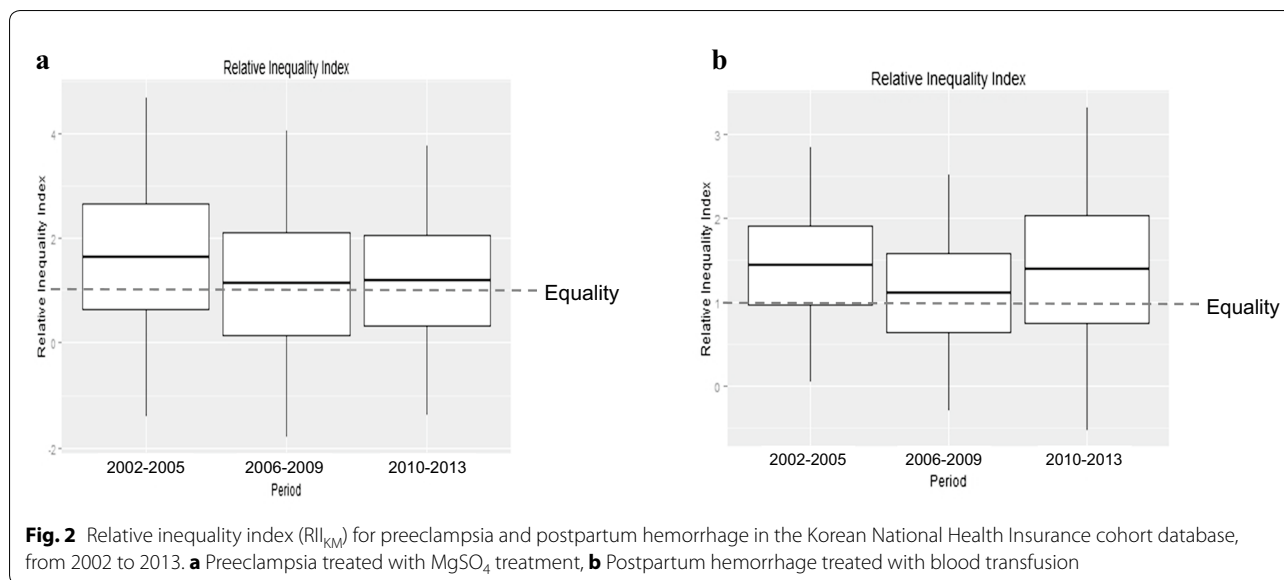 a
Relative Inequality Index
Relative Inequality Index
4
2
0
-2
Equality
2002-2005 2006-2009 2010-2013
Period
b
Relative Inequality Index
Relative Inequality Index
3
2
1
0
Equality
2002-2005 2006-2009 2010-2013
Period
Fig. 2 Relative inequality index (RII_KM) for preeclampsia and postpartum hemorrhage in the Korean National Health Insurance cohort database,
from 2002 to 2013. a Preeclampsia treated with MgSO₄ treatment, b Postpartum hemorrhage treated with blood transfusion